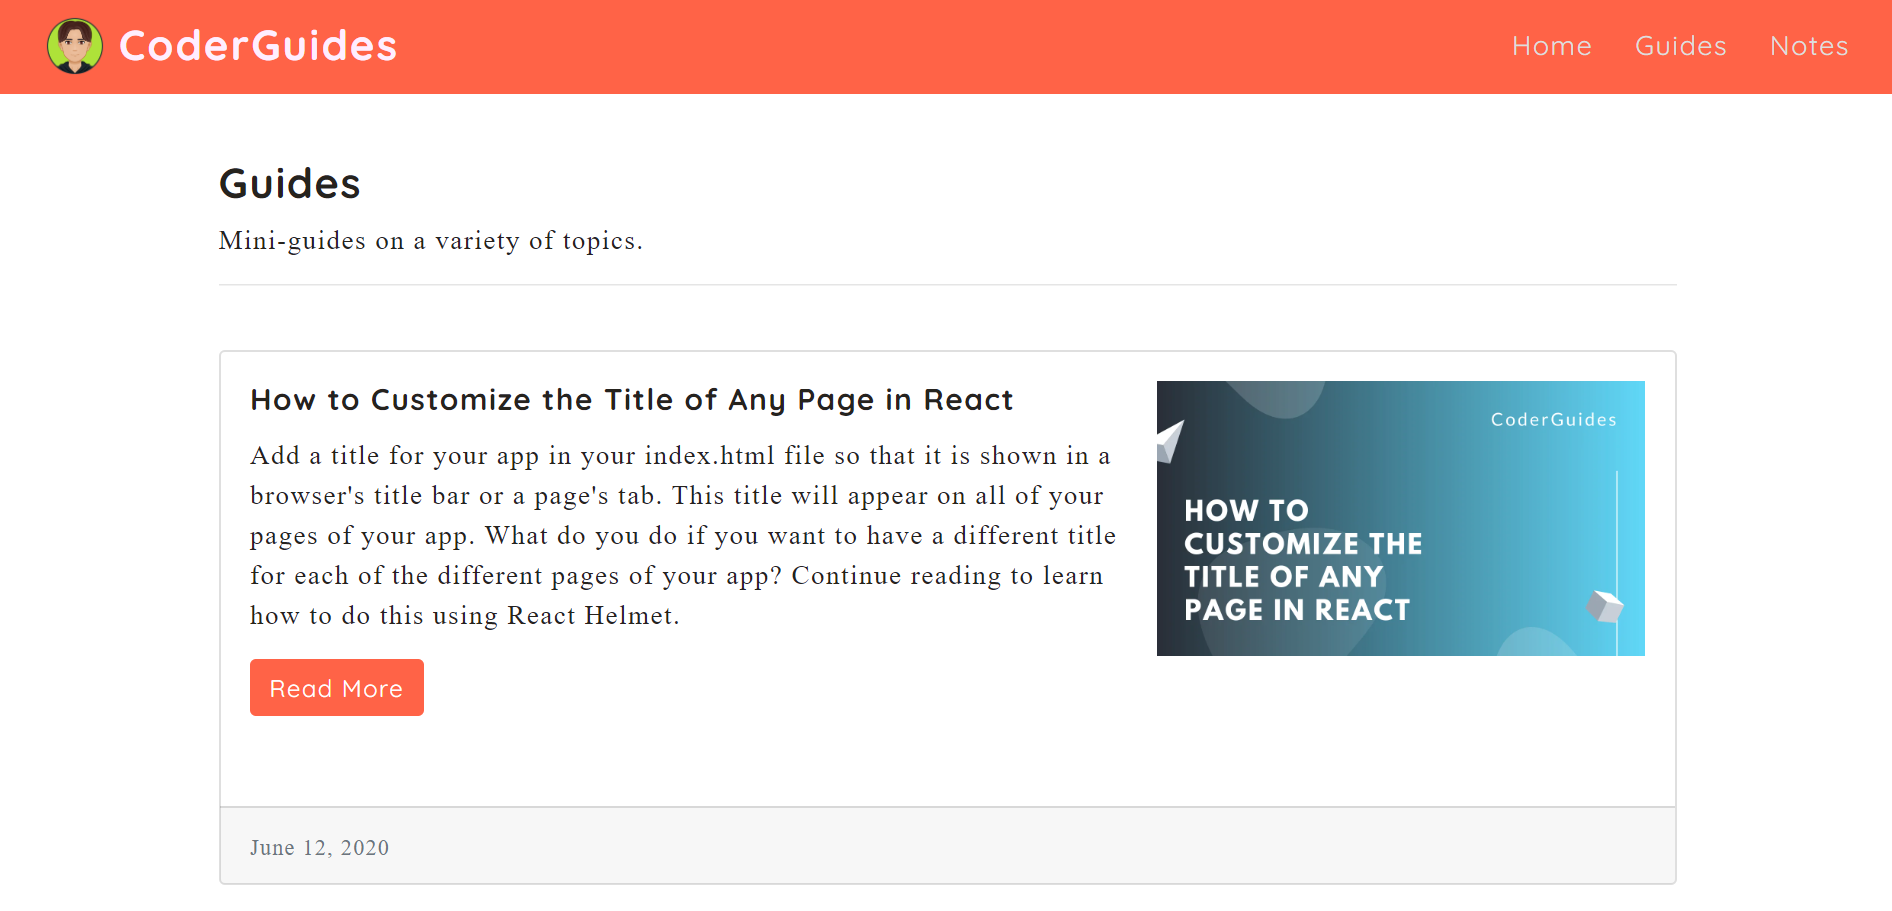 CoderGuides
Home Guides Notes
Guides
Mini-guides on a variety of topics.
How to Customize the Title of Any Page in React
Add a title for your app in your index.html file so that it is shown in a
browser's title bar or a page's tab. This title will appear on all of your
pages of your app. What do you do if you want to have a different title
for each of the different pages of your app? Continue reading to learn
how to do this using React Helmet.
Read More
CoderGuides
HOW TO
CUSTOMIZE THE
TITLE OF ANY
PAGE IN REACT
June 12, 2020